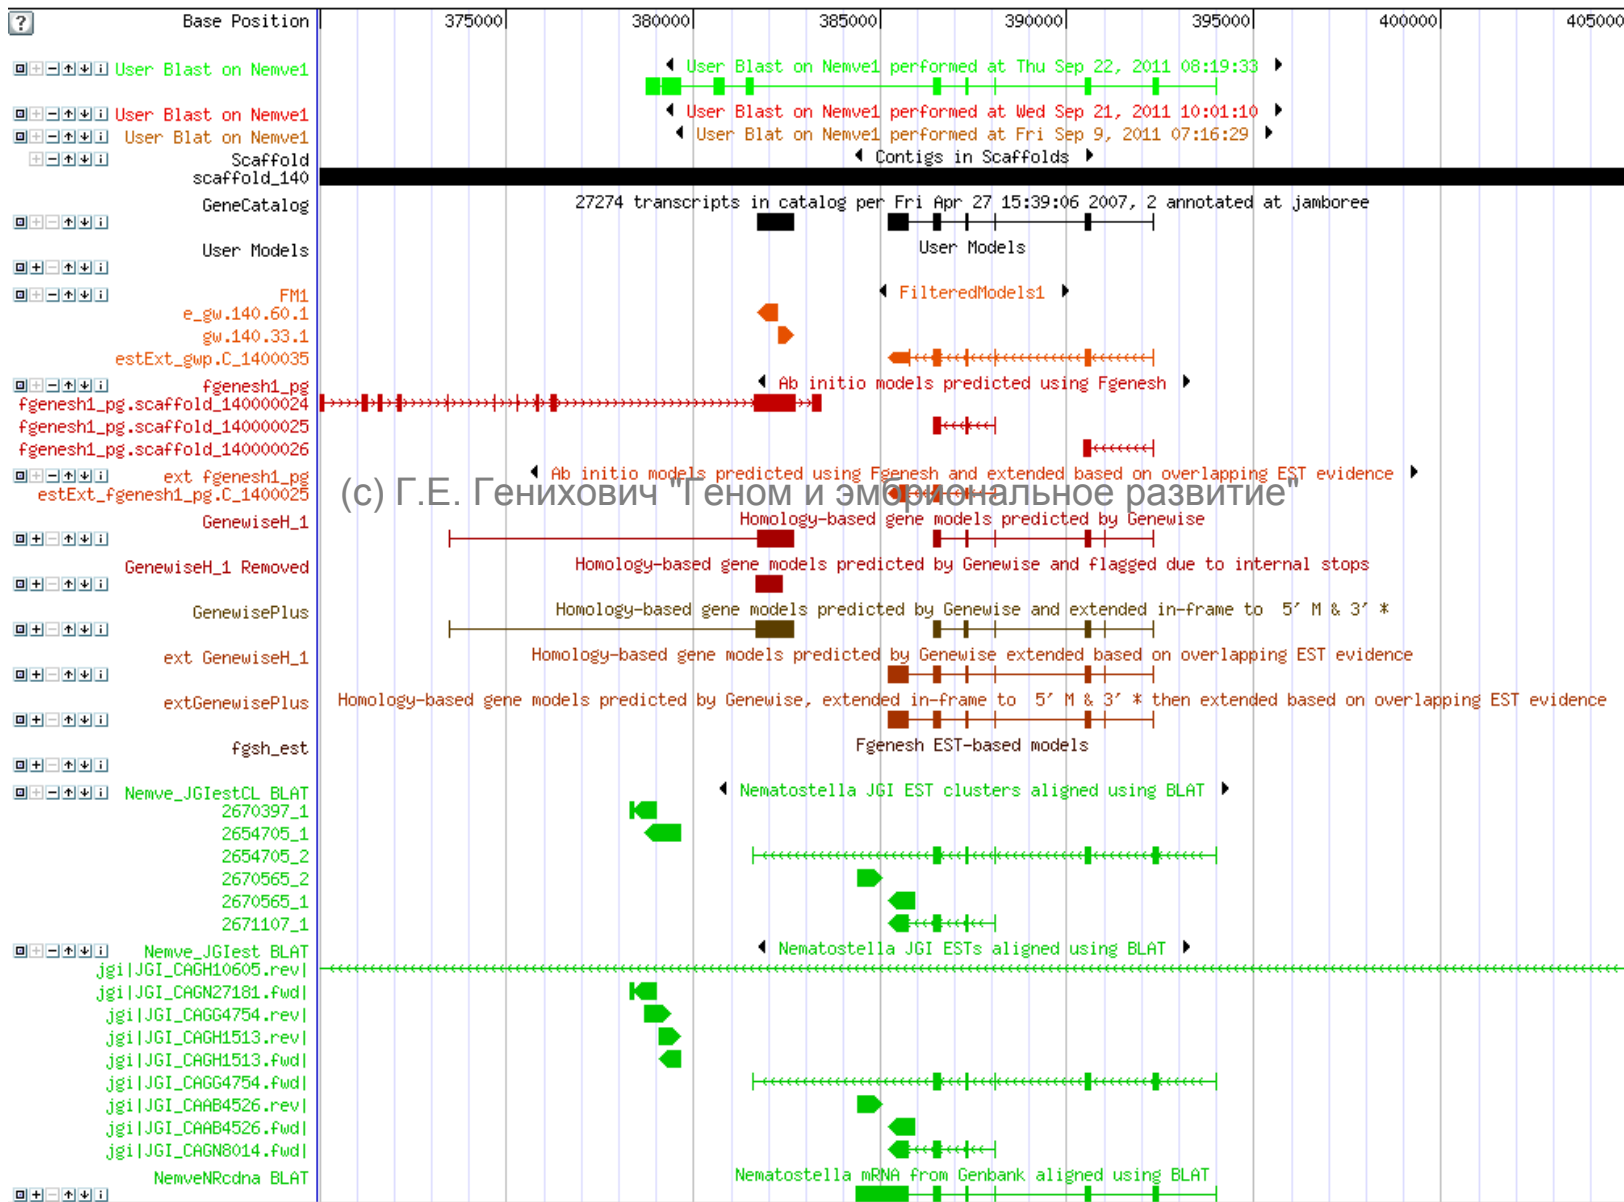 ? Base Position 375000 380000 385000 390000 395000 400000 405000
User Blast on Nemve1 User Blast on Nemve1 performed at Thu Sep 22, 2011 08:19:33
User Blast on Nemve1 User Blast on Nemve1 performed at Wed Sep 21, 2011 10:01:10
User Blat on Nemve1 User Blat on Nemve1 performed at Fri Sep 9, 2011 07:16:29
Scaffold Contigs in Scaffolds
scaffold_140
GeneCatalog 27274 transcripts in catalog per Fri Apr 27 15:39:06 2007, 2 annotated at jamboree
User Models User Models
FM1 FilteredModels1
e_gw.140.60.1
gw.140.33.1
estExt_gwp.C_1400035
fgenesh1_pg Ab initio models predicted using Fgenesh
fgenesh1_pg.scaffold_140000024
fgenesh1_pg.scaffold_140000025
fgenesh1_pg.scaffold_140000026
ext fgenesh1_pg Ab initio models predicted using Fgenesh and extended based on overlapping EST evidence
estExt_fgenesh1_pg.C_1400025
(c) Г.Е. Генихович "Геном и эмбриональное развитие"
GenewiseH_1 Homology-based gene models predicted by Genewise
GenewiseH_1 Removed Homology-based gene models predicted by Genewise and flagged due to internal stops
GenewisePlus Homology-based gene models predicted by Genewise and extended in-frame to 5′ M & 3′ *
ext GenewiseH_1 Homology-based gene models predicted by Genewise extended based on overlapping EST evidence
extGenewisePlus Homology-based gene models predicted by Genewise, extended in-frame to 5′ M & 3′ * then extended based on overlapping EST evidence
fgsh_est Fgenesh EST-based models
Nemve_JGIestCL BLAT Nematostella JGI EST clusters aligned using BLAT
2670397_1
2654705_1
2654705_2
2670565_2
2670565_1
2671107_1
Nemve_JGIest BLAT Nematostella JGI ESTs aligned using BLAT
jgi|JGI_CAGH10605.rev|
jgi|JGI_CAGN27181.fwd|
jgi|JGI_CAGG4754.rev|
jgi|JGI_CAGH1513.rev|
jgi|JGI_CAGH1513.fwd|
jgi|JGI_CAGG4754.fwd|
jgi|JGI_CAAB4526.rev|
jgi|JGI_CAAB4526.fwd|
jgi|JGI_CAGN8014.fwd|
NemveNRcdna BLAT Nematostella mRNA from Genbank aligned using BLAT